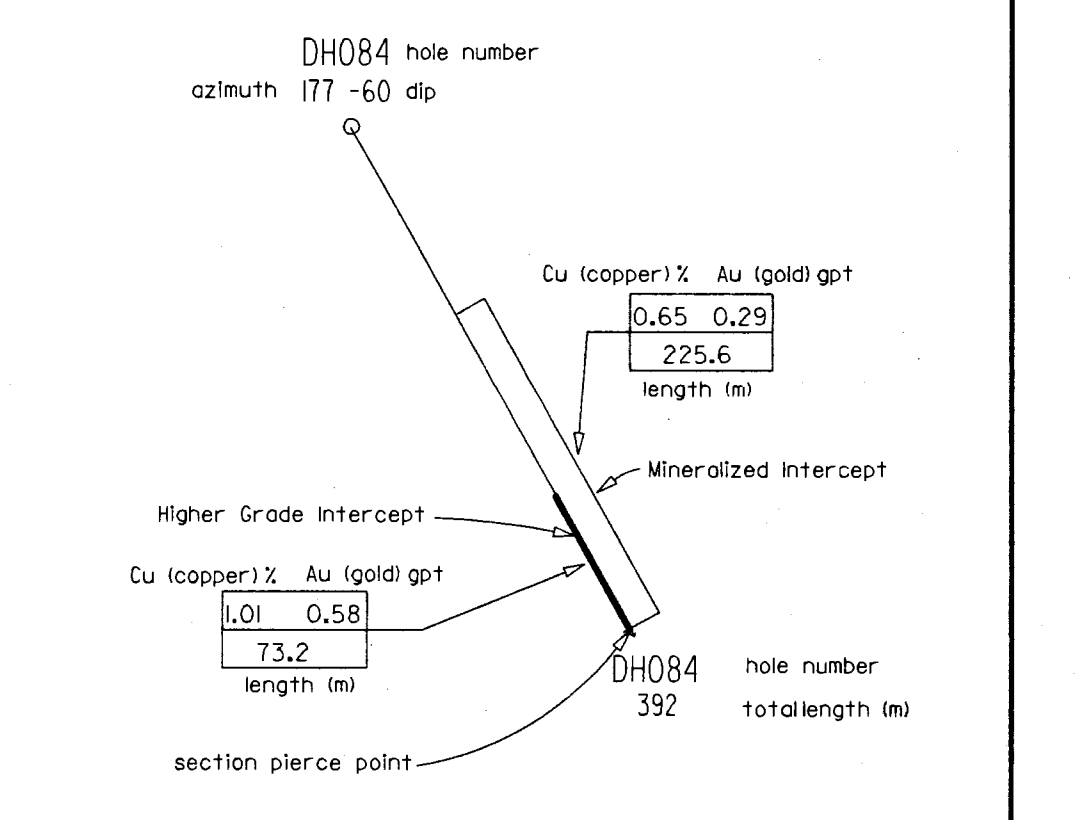 DH084 hole number
azimuth 177 -60 dip
Cu (copper) % Au (gold) gpt
0.65 0.29
225.6
length (m)
Mineralized Intercept
Higher Grade Intercept
Cu (copper) % Au (gold) gpt
1.01 0.58
73.2
length (m)
DH084 hole number
392 total length (m)
section pierce point